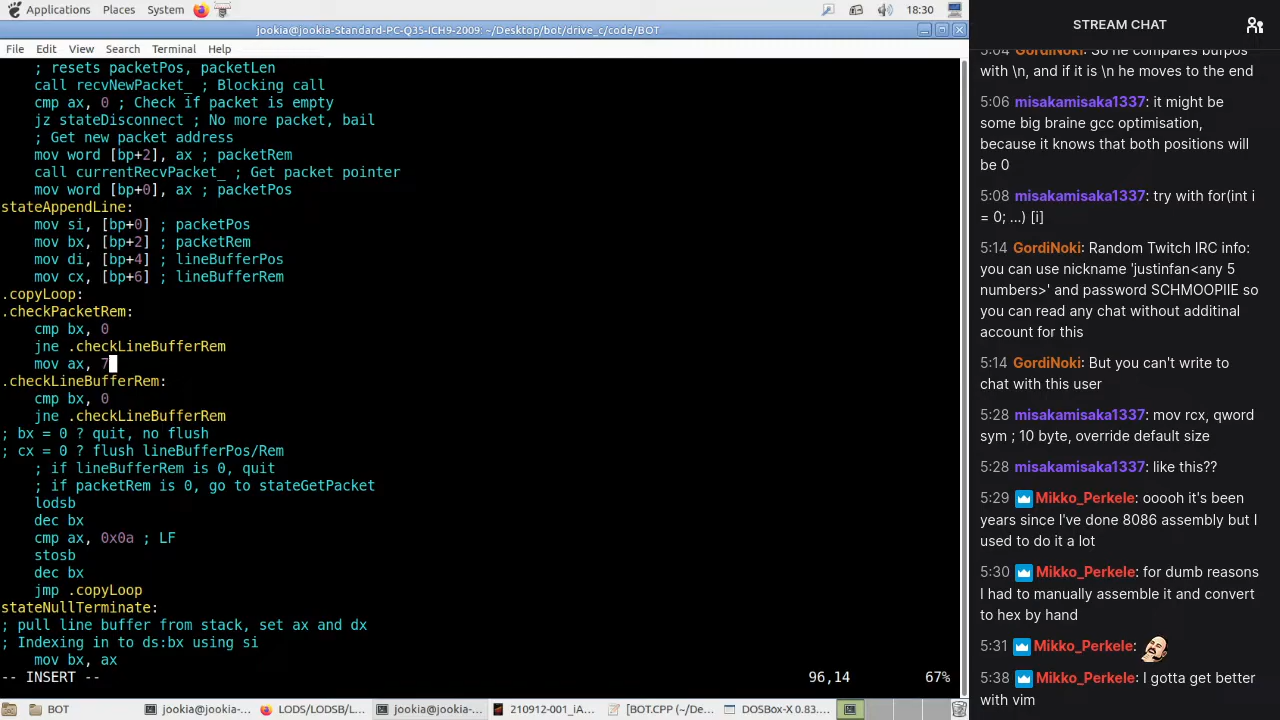 Applications Places System 18:30
jookia@jookia-Standard-PC-Q35-ICH9-2009: ~/Desktop/bot/drive_c/code/BOT
File Edit View Search Terminal Help
; resets packetPos, packetLen
call recvNewPacket_ ; Blocking call
cmp ax, 0 ; Check if packet is empty
jz stateDisconnect ; No more packet, bail
; Get new packet address
mov word [bp+2], ax ; packetRem
call currentRecvPacket_ ; Get packet pointer
mov word [bp+0], ax ; packetPos
stateAppendLine:
mov si, [bp+0] ; packetPos
mov bx, [bp+2] ; packetRem
mov di, [bp+4] ; lineBufferPos
mov cx, [bp+6] ; lineBufferRem
.copyLoop:
.checkPacketRem:
cmp bx, 0
jne .checkLineBufferRem
mov ax, 7
.checkLineBufferRem:
cmp bx, 0
jne .checkLineBufferRem
; bx = 0 ? quit, no flush
; cx = 0 ? flush lineBufferPos/Rem
; if lineBufferRem is 0, quit
; if packetRem is 0, go to stateGetPacket
lodsb
dec bx
cmp ax, 0x0a ; LF
stosb
dec bx
jmp .copyLoop
stateNullTerminate:
; pull line buffer from stack, set ax and dx
; Indexing in to ds:bx using si
mov bx, ax
-- INSERT -- 96,14 67%
BOT jookia@jookia-... LODS/LODSB/L... jookia@jookia-... 210912-001_iA... [BOT.CPP (~/De... DOSBox-X 0.83....
STREAM CHAT
5:04 GordiNoki: So he compares bufpos
with \n, and if it is \n he moves to the end
5:06 misakamisaka1337: it might be
some big braine gcc optimisation,
because it knows that both positions will
be 0
5:08 misakamisaka1337: try with for(int i
= 0; ...) [i]
5:14 GordiNoki: Random Twitch IRC info:
you can use nickname 'justinfan<any 5
numbers>' and password SCHMOOPIIE so
you can read any chat without additinal
account for this
5:14 GordiNoki: But you can't write to
chat with this user
5:28 misakamisaka1337: mov rcx, qword
sym ; 10 byte, override default size
5:28 misakamisaka1337: like this??
5:29 Mikko_Perkele: ooooh it's been
years since I've done 8086 assembly but I
used to do it a lot
5:30 Mikko_Perkele: for dumb reasons
I had to manually assemble it and convert
to hex by hand
5:31 Mikko_Perkele:
5:38 Mikko_Perkele: I gotta get better
with vim